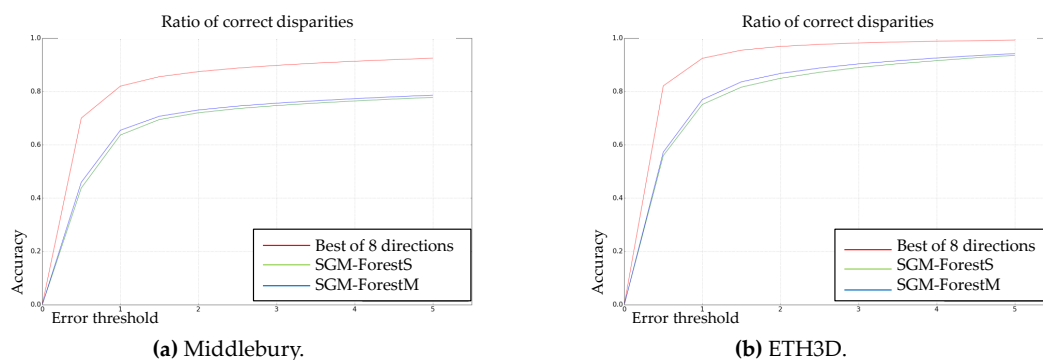 Ratio of correct disparities
1.0
0.8
0.6
0.4
0.2
0.0
Accuracy
0
1
2
3
4
5
Error threshold
Best of 8 directions
SGM-ForestS
SGM-ForestM
(a) Middlebury.
Ratio of correct disparities
1.0
0.8
0.6
0.4
0.2
0.0
Accuracy
0
1
2
3
4
5
Error threshold
Best of 8 directions
SGM-ForestS
SGM-ForestM
(b) ETH3D.